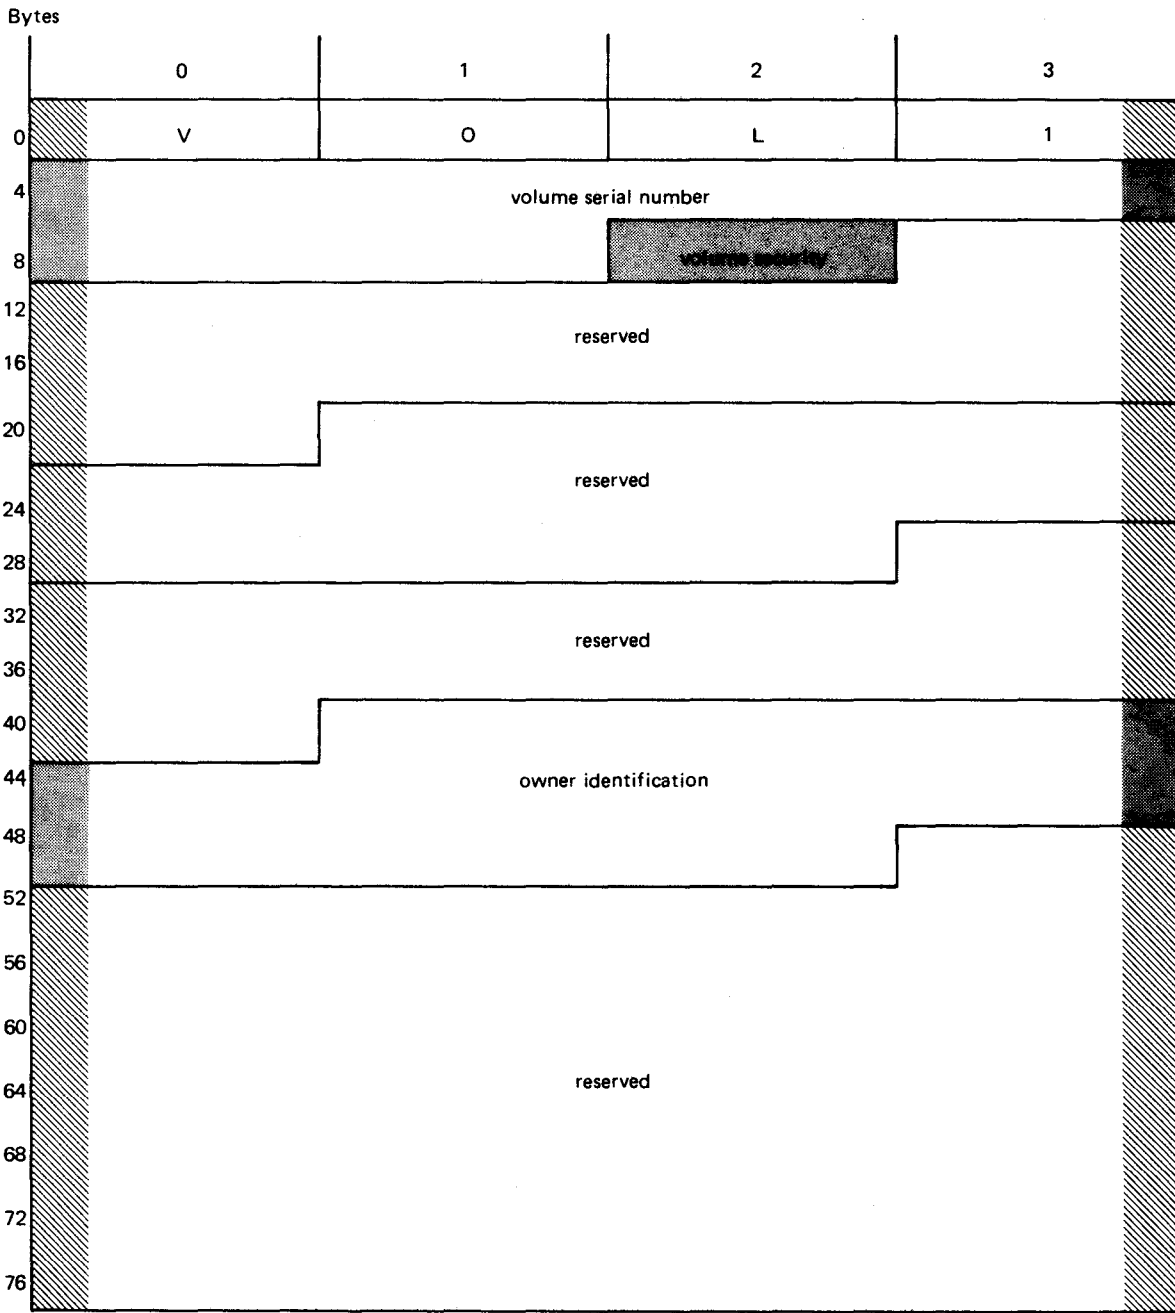 Bytes
0 1 2 3
0 V O L 1
4 volume serial number
8 volume security
12
reserved
16
20
reserved
24
28
32
reserved
36
40
44 owner identification
48
52
56
60
reserved
64
68
72
76